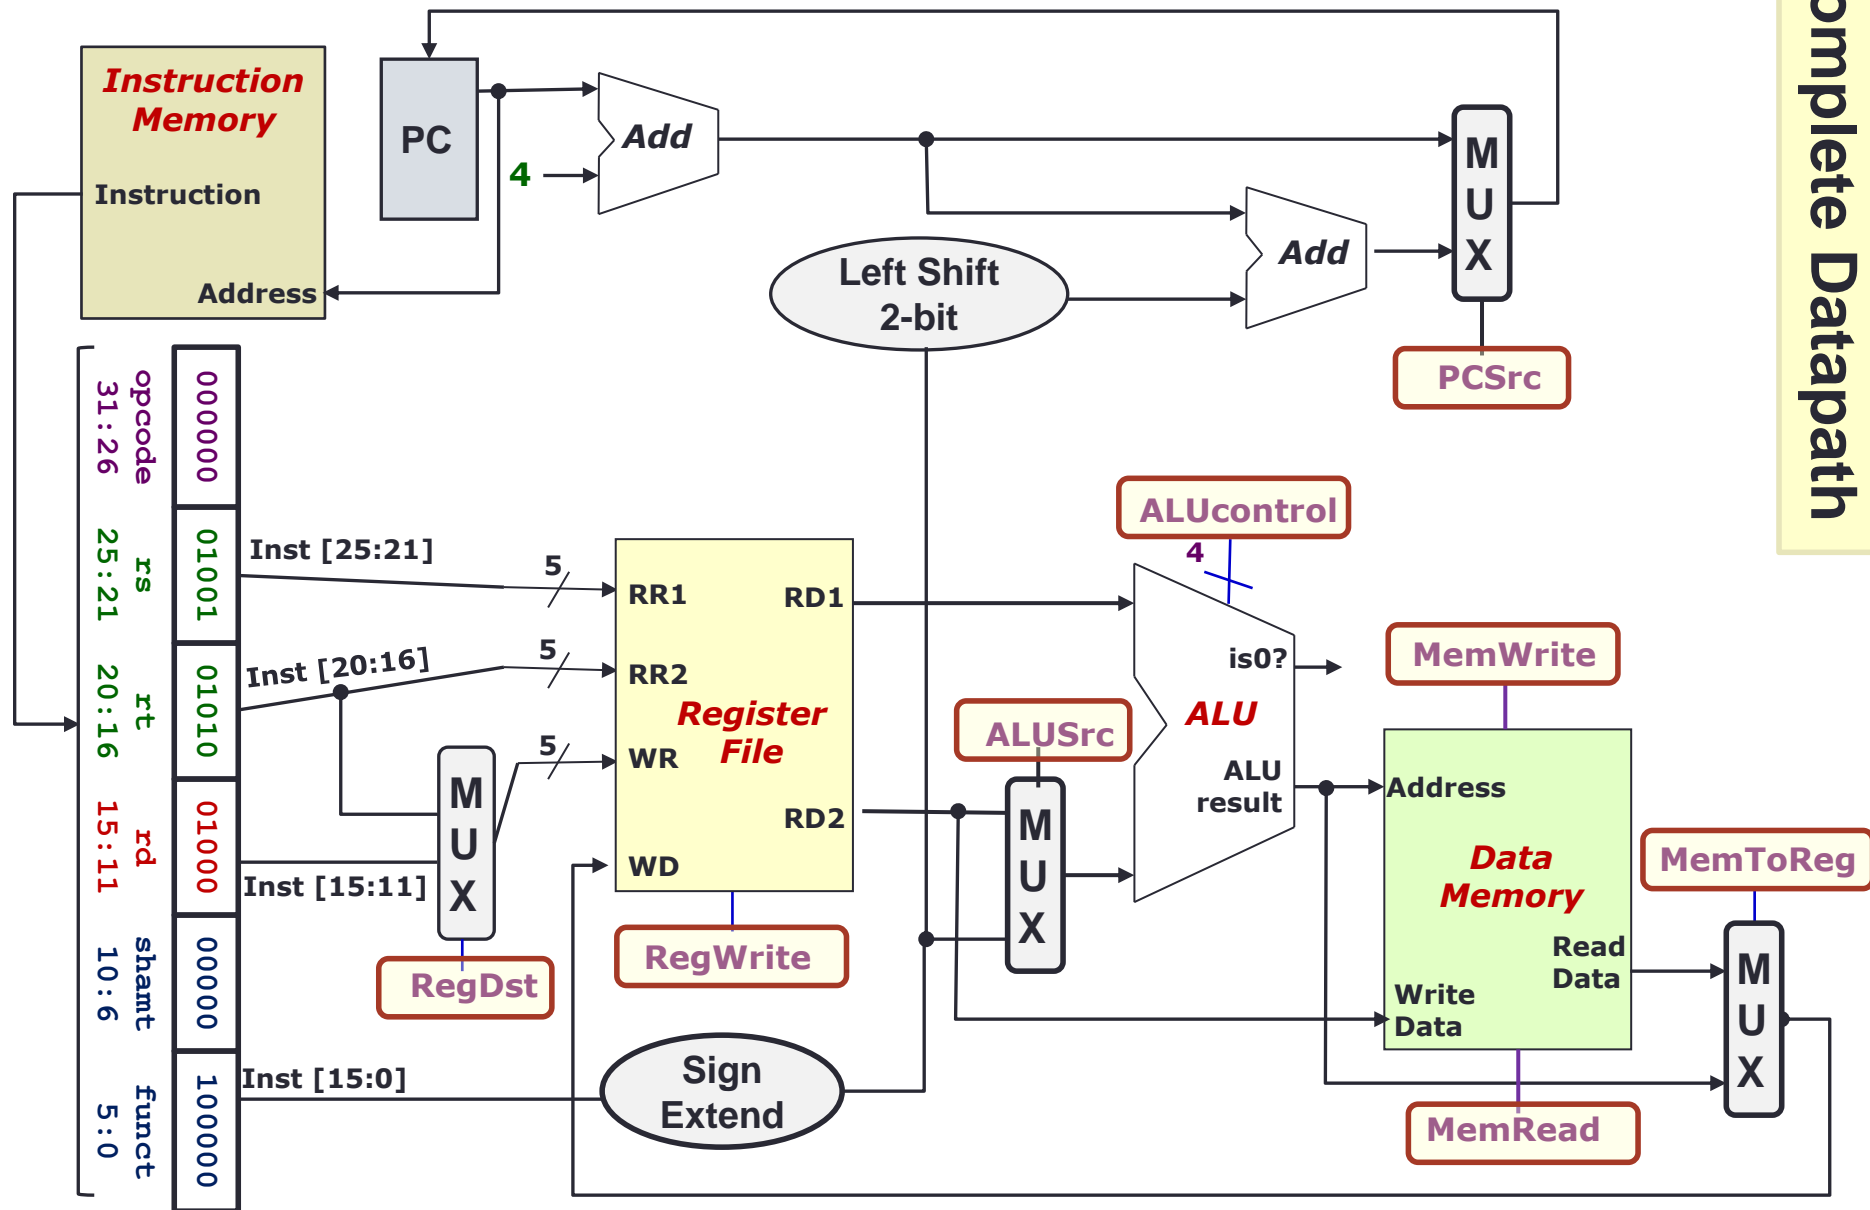 omplete Datapath
Instruction
Memory
Instruction
Address
PC
4
Add
Left Shift
2-bit
Add
M
U
X
PCSrc
opcode
31:26
000000
rs
25:21
01001
rt
20:16
01010
rd
15:11
01000
shamt
10:6
00000
funct
5:0
100000
Inst [25:21]
5
Inst [20:16]
5
5
Inst [15:11]
M
U
X
RegDst
Inst [15:0]
Sign
Extend
RR1
RD1
RR2
Register
File
WR
RD2
WD
RegWrite
ALUcontrol
4
is0?
ALU
ALU
result
ALUSrc
M
U
X
MemWrite
Address
Data
Memory
Read
Data
Write
Data
MemRead
MemToReg
M
U
X